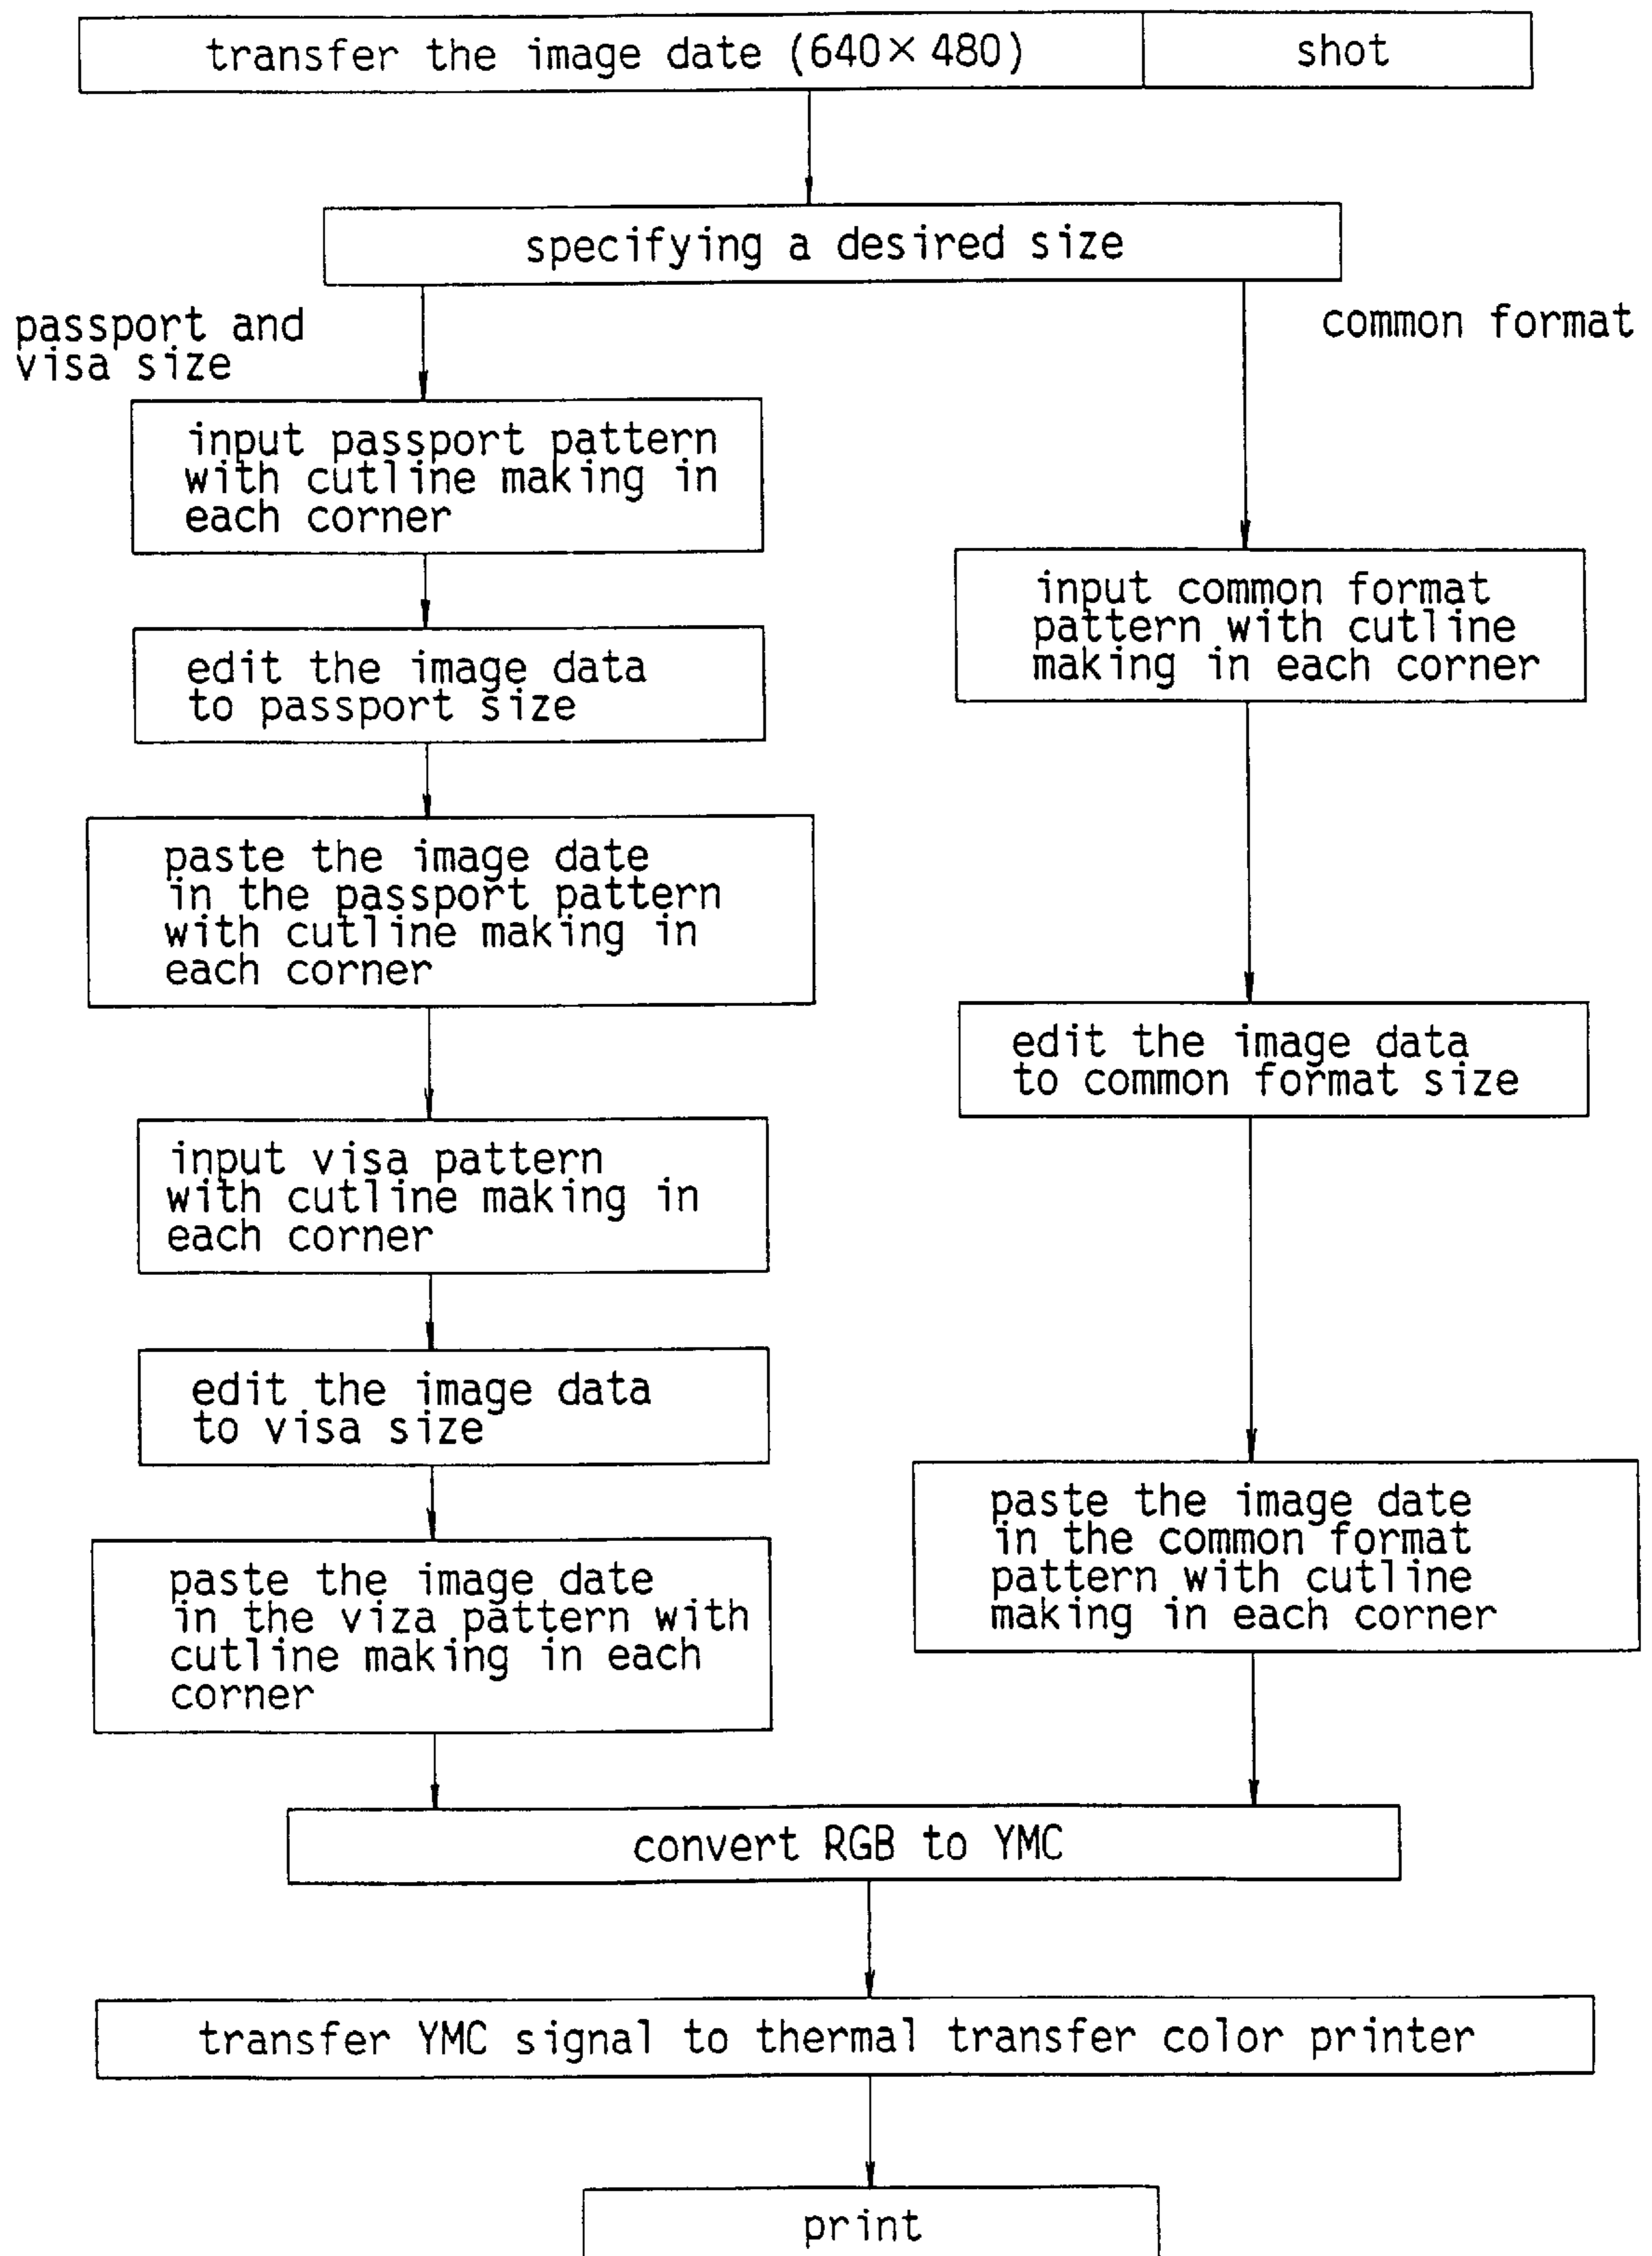 transfer the image date (640×480)
shot
specifying a desired size
passport and
visa size
common format
input passport pattern
with cutline making in
each corner
edit the image data
to passport size
paste the image date
in the passport pattern
with cutline making in
each corner
input visa pattern
with cutline making in
each corner
edit the image data
to visa size
paste the image date
in the viza pattern with
cutline making in each
corner
input common format
pattern with cutline
making in each corner
edit the image data
to common format size
paste the image date
in the common format
pattern with cutline
making in each corner
convert RGB to YMC
transfer YMC signal to thermal transfer color printer
print